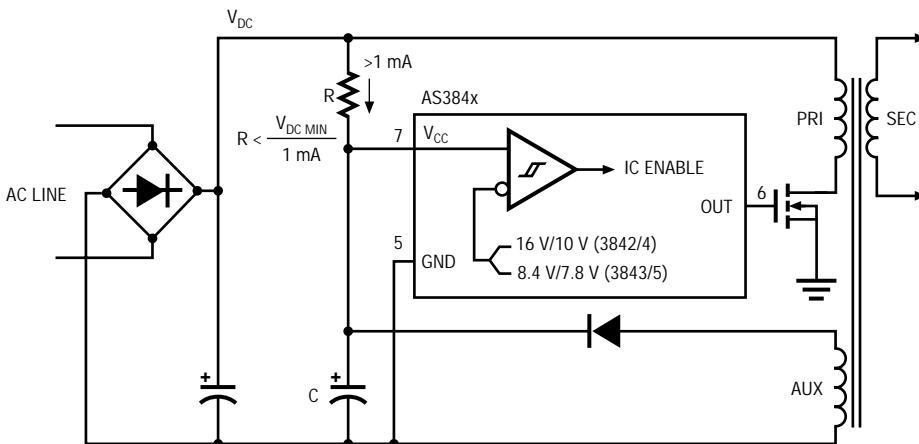 V_DC
>1 mA
R
R < V_DC MIN / 1 mA
AS384x
7
V_CC
IC ENABLE
PRI
SEC
AC LINE
OUT
6
16 V/10 V (3842/4)
8.4 V/7.8 V (3843/5)
5
GND
+
+
C
AUX